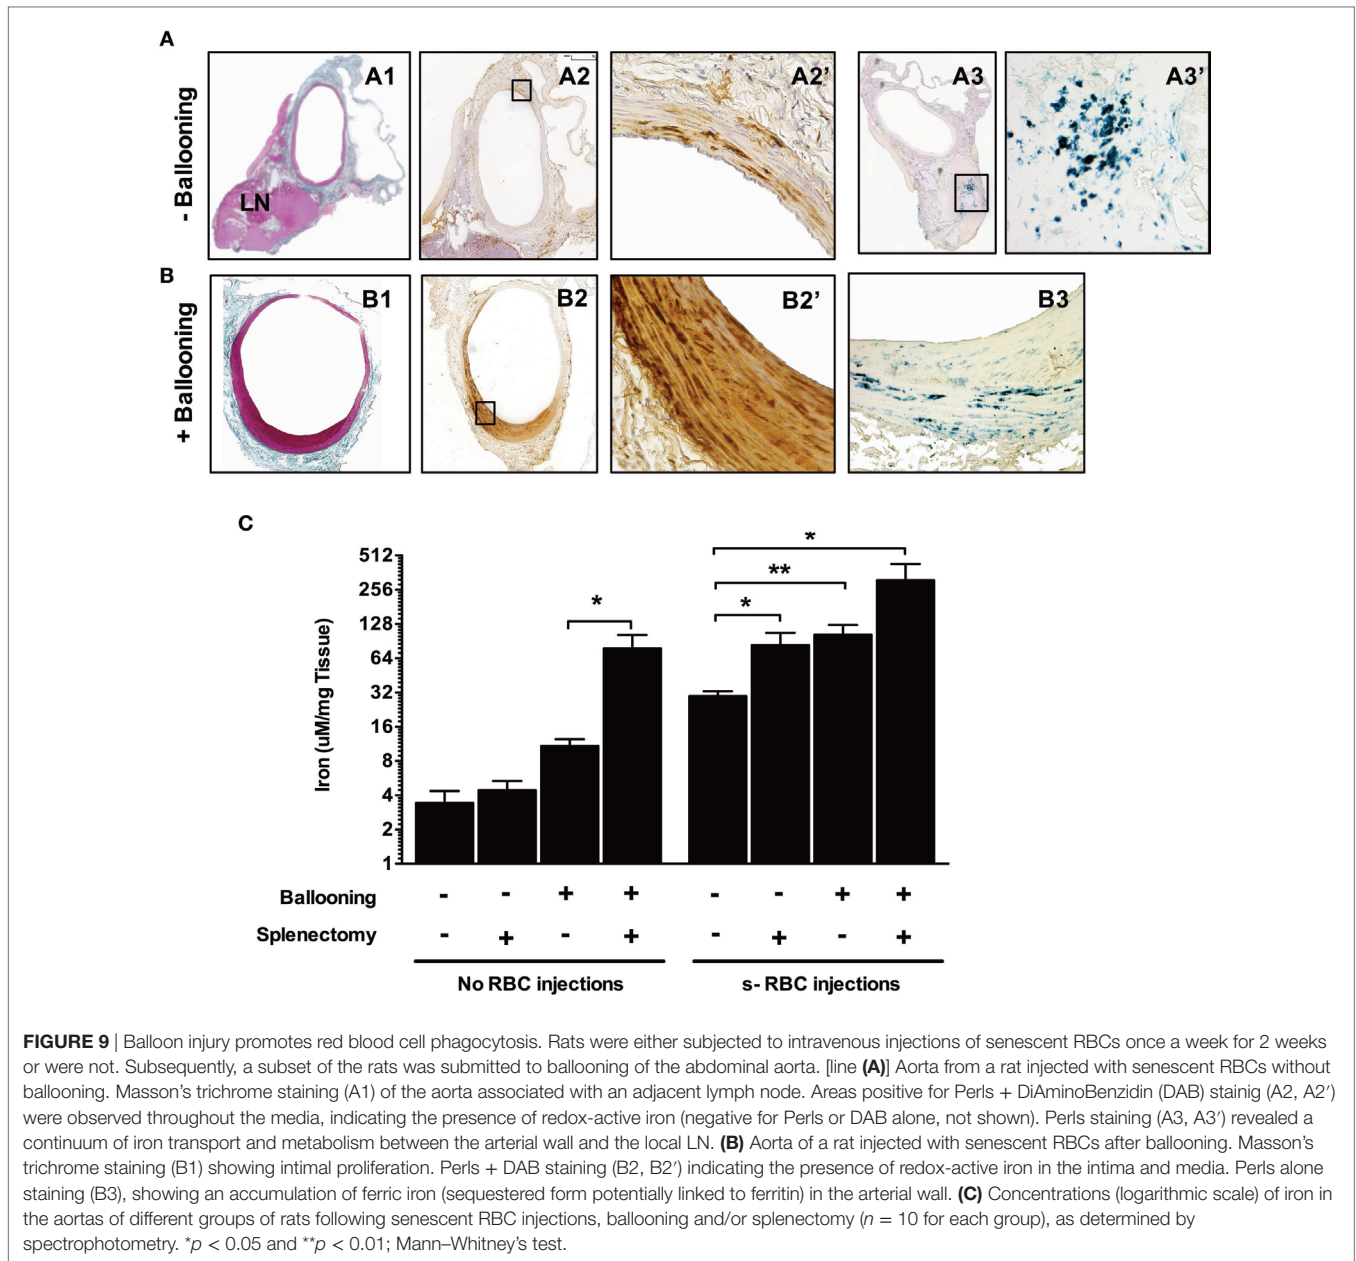 A
- Ballooning
A1
LN
A2
A2'
A3
A3'
B
+ Ballooning
B1
B2
B2'
B3
C
Iron (uM/mg Tissue)
512
256
128
64
32
16
8
4
2
1
*
*
**
*
Ballooning - - + + - - + +
Splenectomy - + - + - + - +
No RBC injections s- RBC injections
FIGURE 9 | Balloon injury promotes red blood cell phagocytosis. Rats were either subjected to intravenous injections of senescent RBCs once a week for 2 weeks
or were not. Subsequently, a subset of the rats was submitted to ballooning of the abdominal aorta. [line (A)] Aorta from a rat injected with senescent RBCs without
ballooning. Masson's trichrome staining (A1) of the aorta associated with an adjacent lymph node. Areas positive for Perls + DiAminoBenzidin (DAB) stainig (A2, A2′)
were observed throughout the media, indicating the presence of redox-active iron (negative for Perls or DAB alone, not shown). Perls staining (A3, A3′) revealed a
continuum of iron transport and metabolism between the arterial wall and the local LN. (B) Aorta of a rat injected with senescent RBCs after ballooning. Masson's
trichrome staining (B1) showing intimal proliferation. Perls + DAB staining (B2, B2′) indicating the presence of redox-active iron in the intima and media. Perls alone
staining (B3), showing an accumulation of ferric iron (sequestered form potentially linked to ferritin) in the arterial wall. (C) Concentrations (logarithmic scale) of iron in
the aortas of different groups of rats following senescent RBC injections, ballooning and/or splenectomy (n = 10 for each group), as determined by
spectrophotometry. *p < 0.05 and **p < 0.01; Mann–Whitney's test.